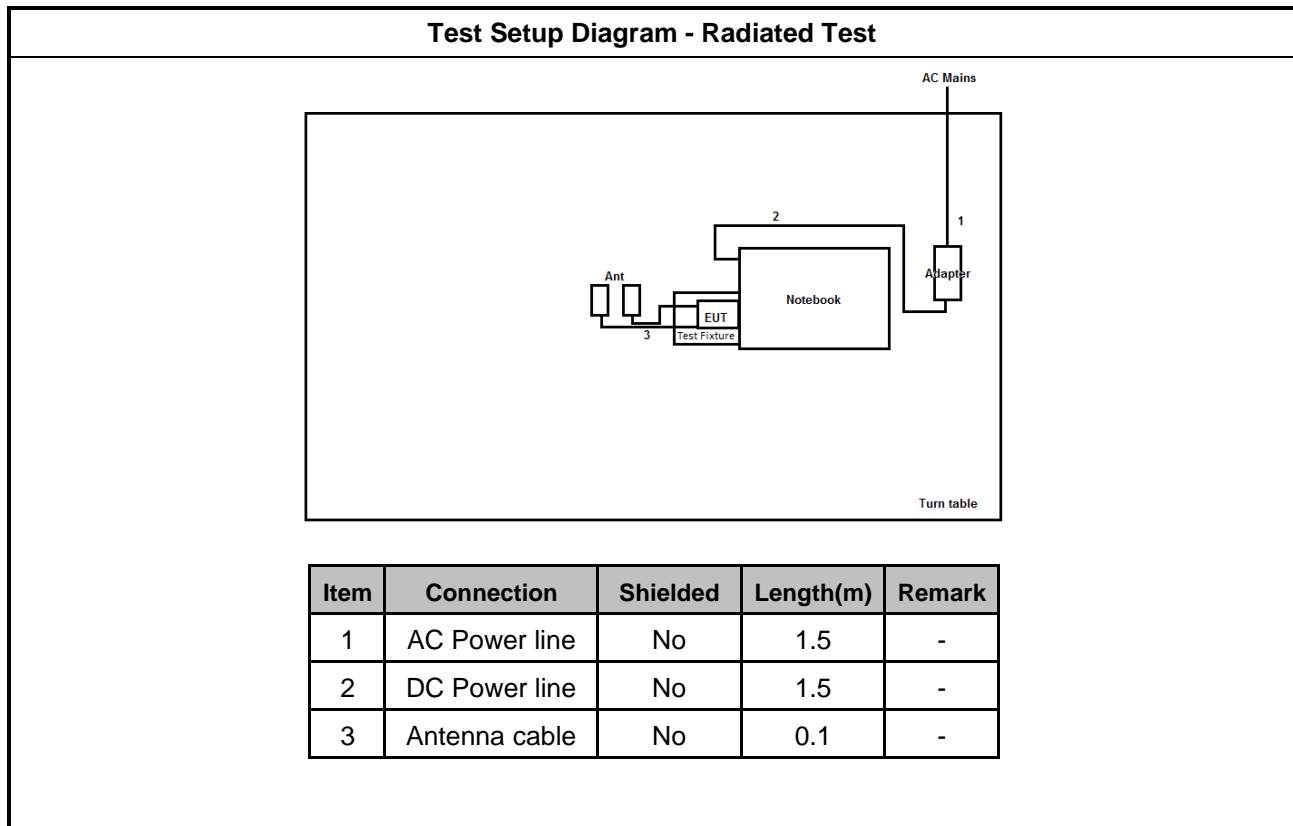 Test Setup Diagram - Radiated Test
AC Mains
2
1
Ant
Adapter
Notebook
EUT
3
Test Fixture
Turn table
Item Connection Shielded Length(m) Remark
1 AC Power line No 1.5 -
2 DC Power line No 1.5 -
3 Antenna cable No 0.1 -